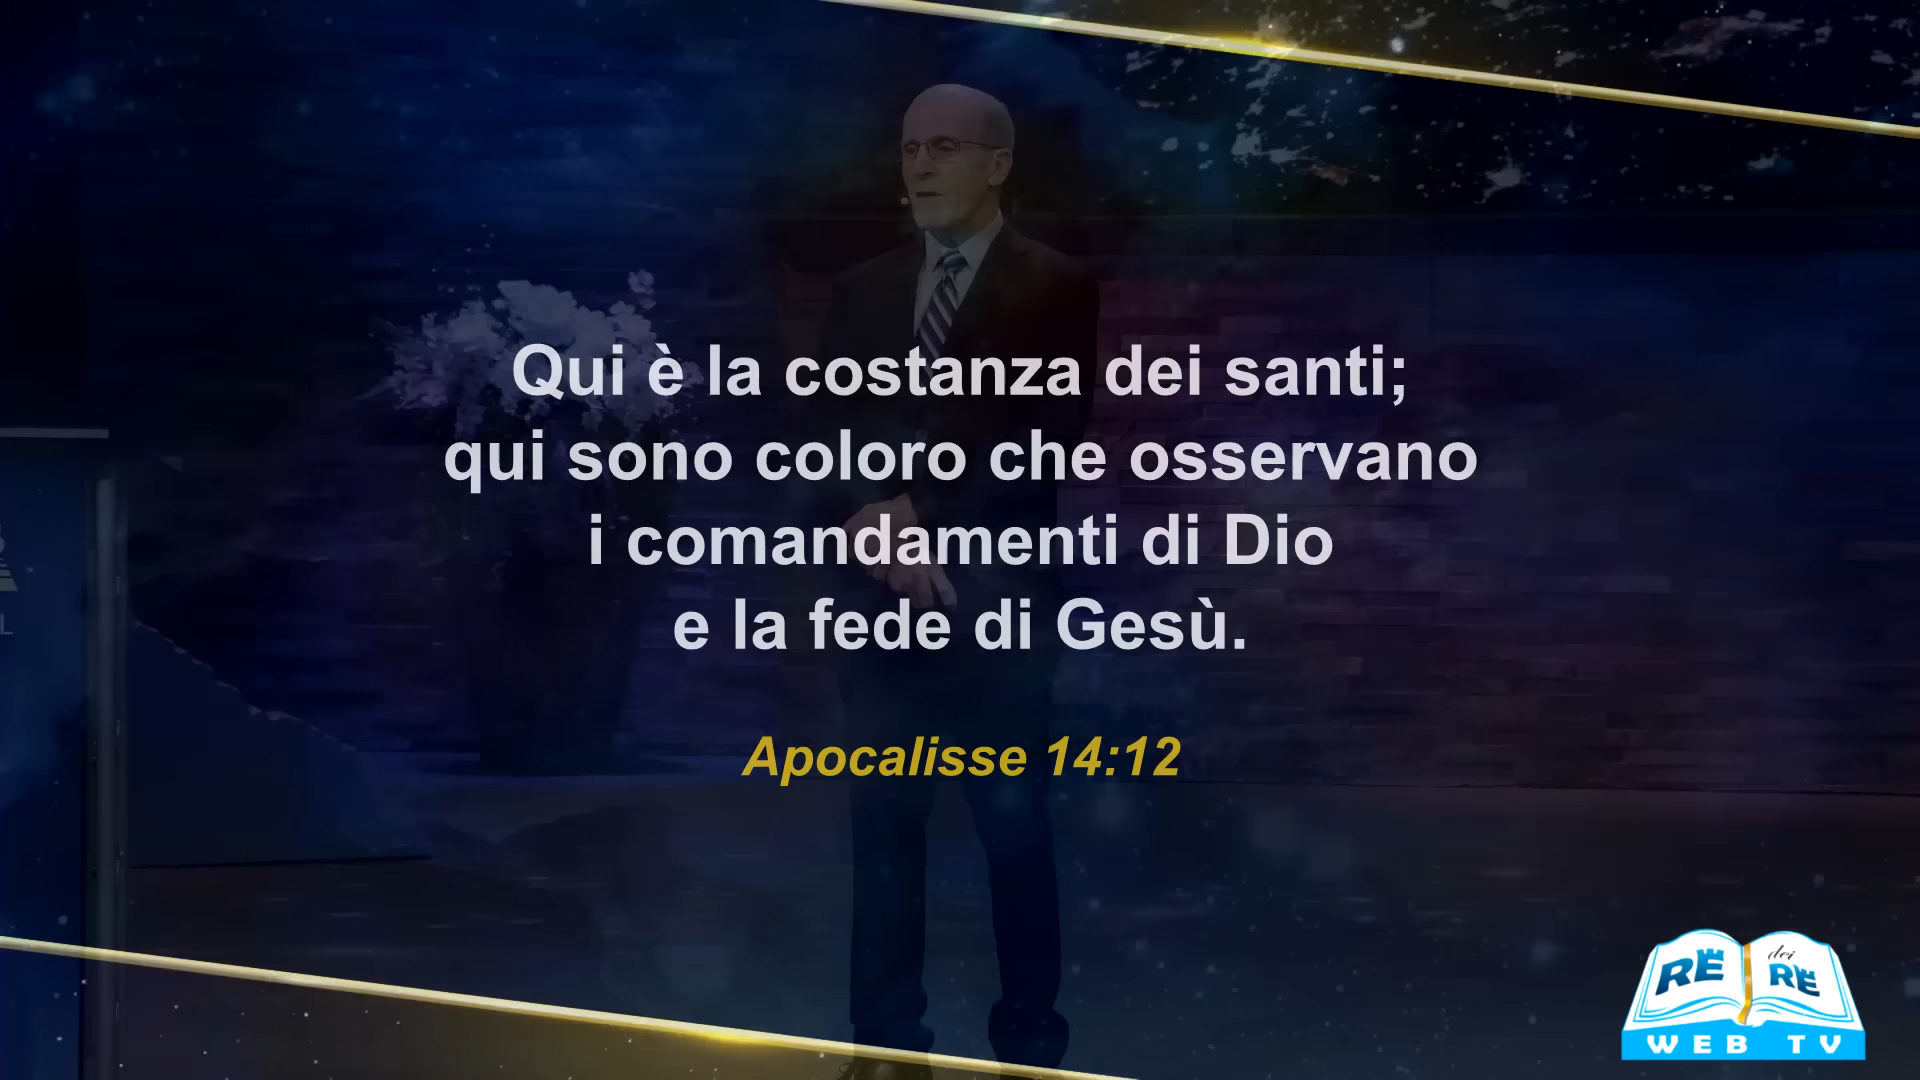 Qui è la costanza dei santi;
qui sono coloro che osservano
i comandamenti di Dio
e la fede di Gesù.
Apocalisse 14:12
L
RE dei RE
WEB TV